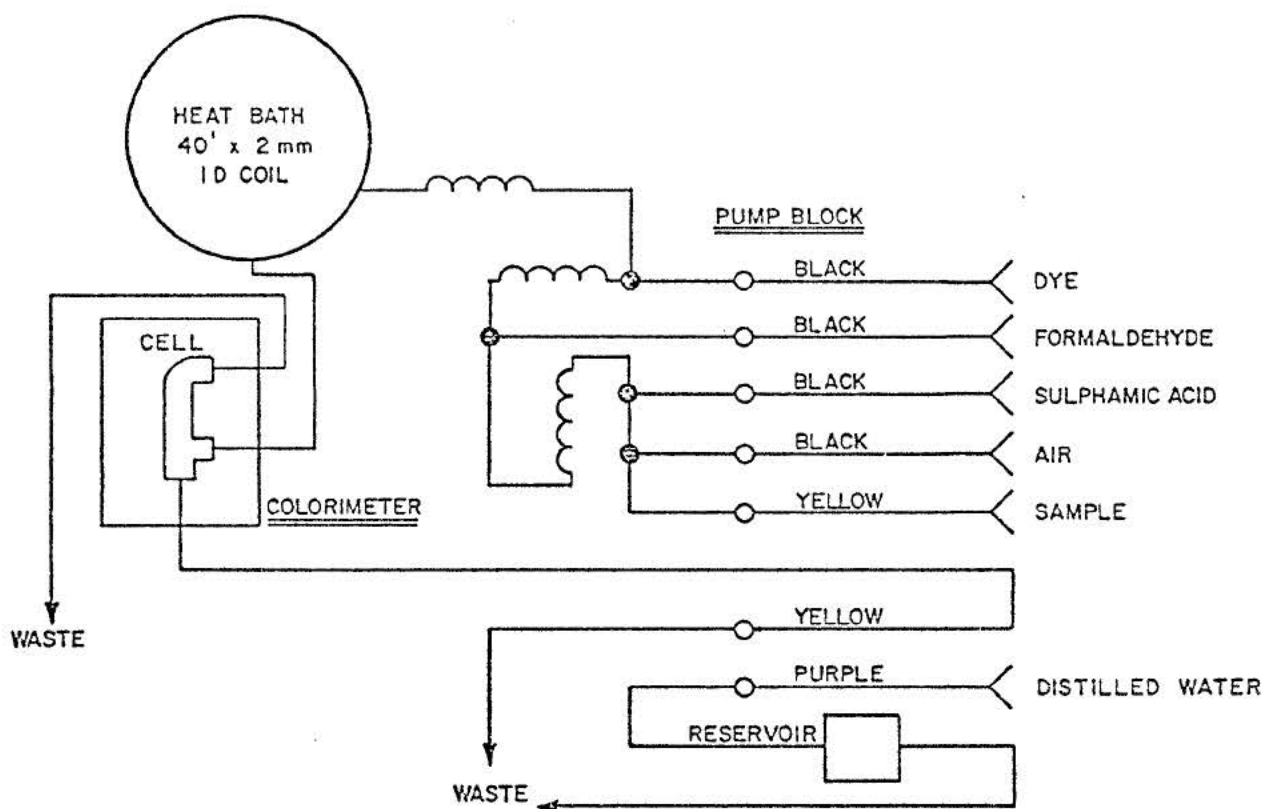 HEAT BATH
40' x 2 mm
ID COIL
PUMP BLOCK
BLACK
DYE
BLACK
FORMALDEHYDE
CELL
BLACK
SULPHAMIC ACID
BLACK
AIR
COLORIMETER
YELLOW
SAMPLE
WASTE
YELLOW
PURPLE
DISTILLED WATER
RESERVOIR
WASTE